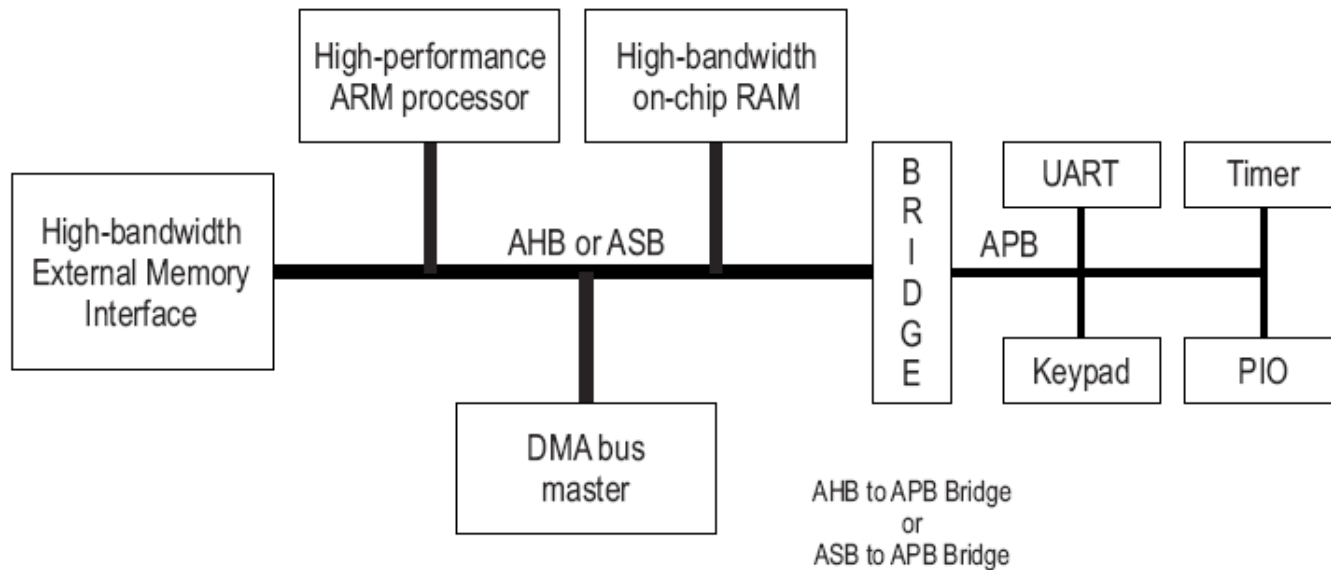 High-performance
ARM processor
High-bandwidth
on-chip RAM
High-bandwidth
External Memory
Interface
AHB or ASB
B
R
I
D
G
E
APB
UART
Timer
Keypad
PIO
DMA bus
master
AHB to APB Bridge
or
ASB to APB Bridge